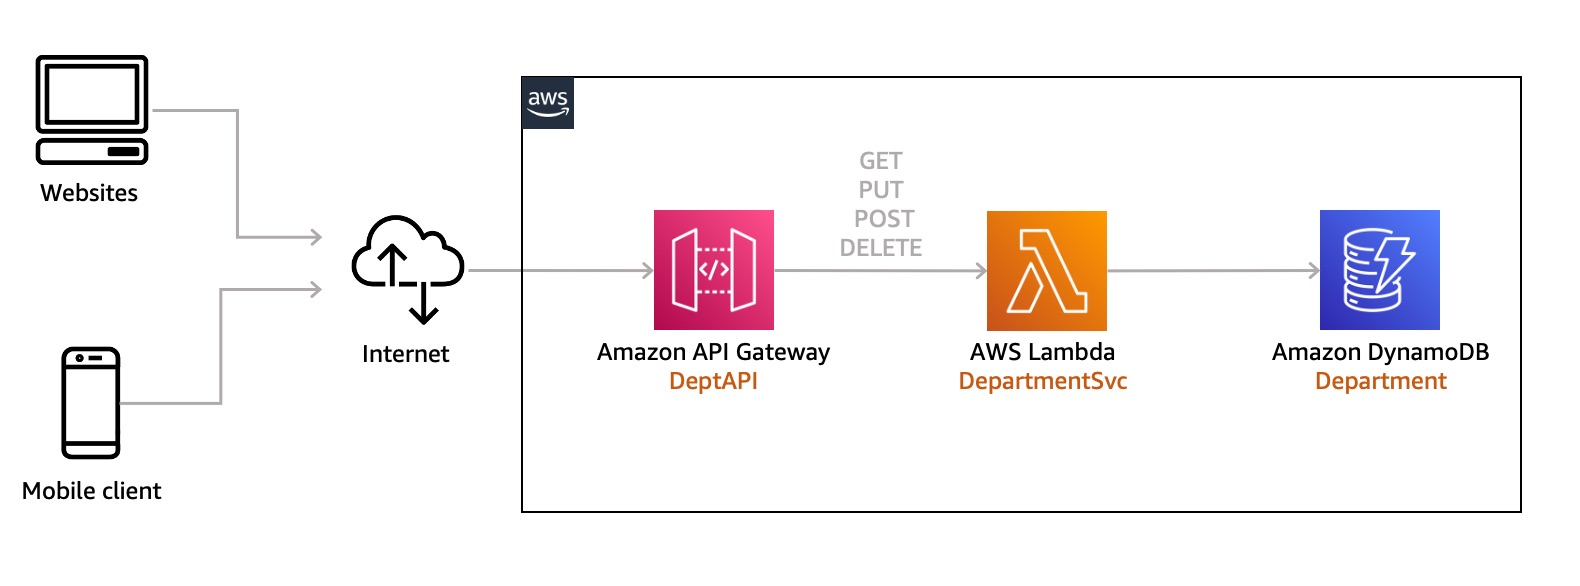 Websites
Mobile client
Internet
aws
GET
PUT
POST
DELETE
</>
Amazon API Gateway
DeptAPI
AWS Lambda
DepartmentSvc
Amazon DynamoDB
Department